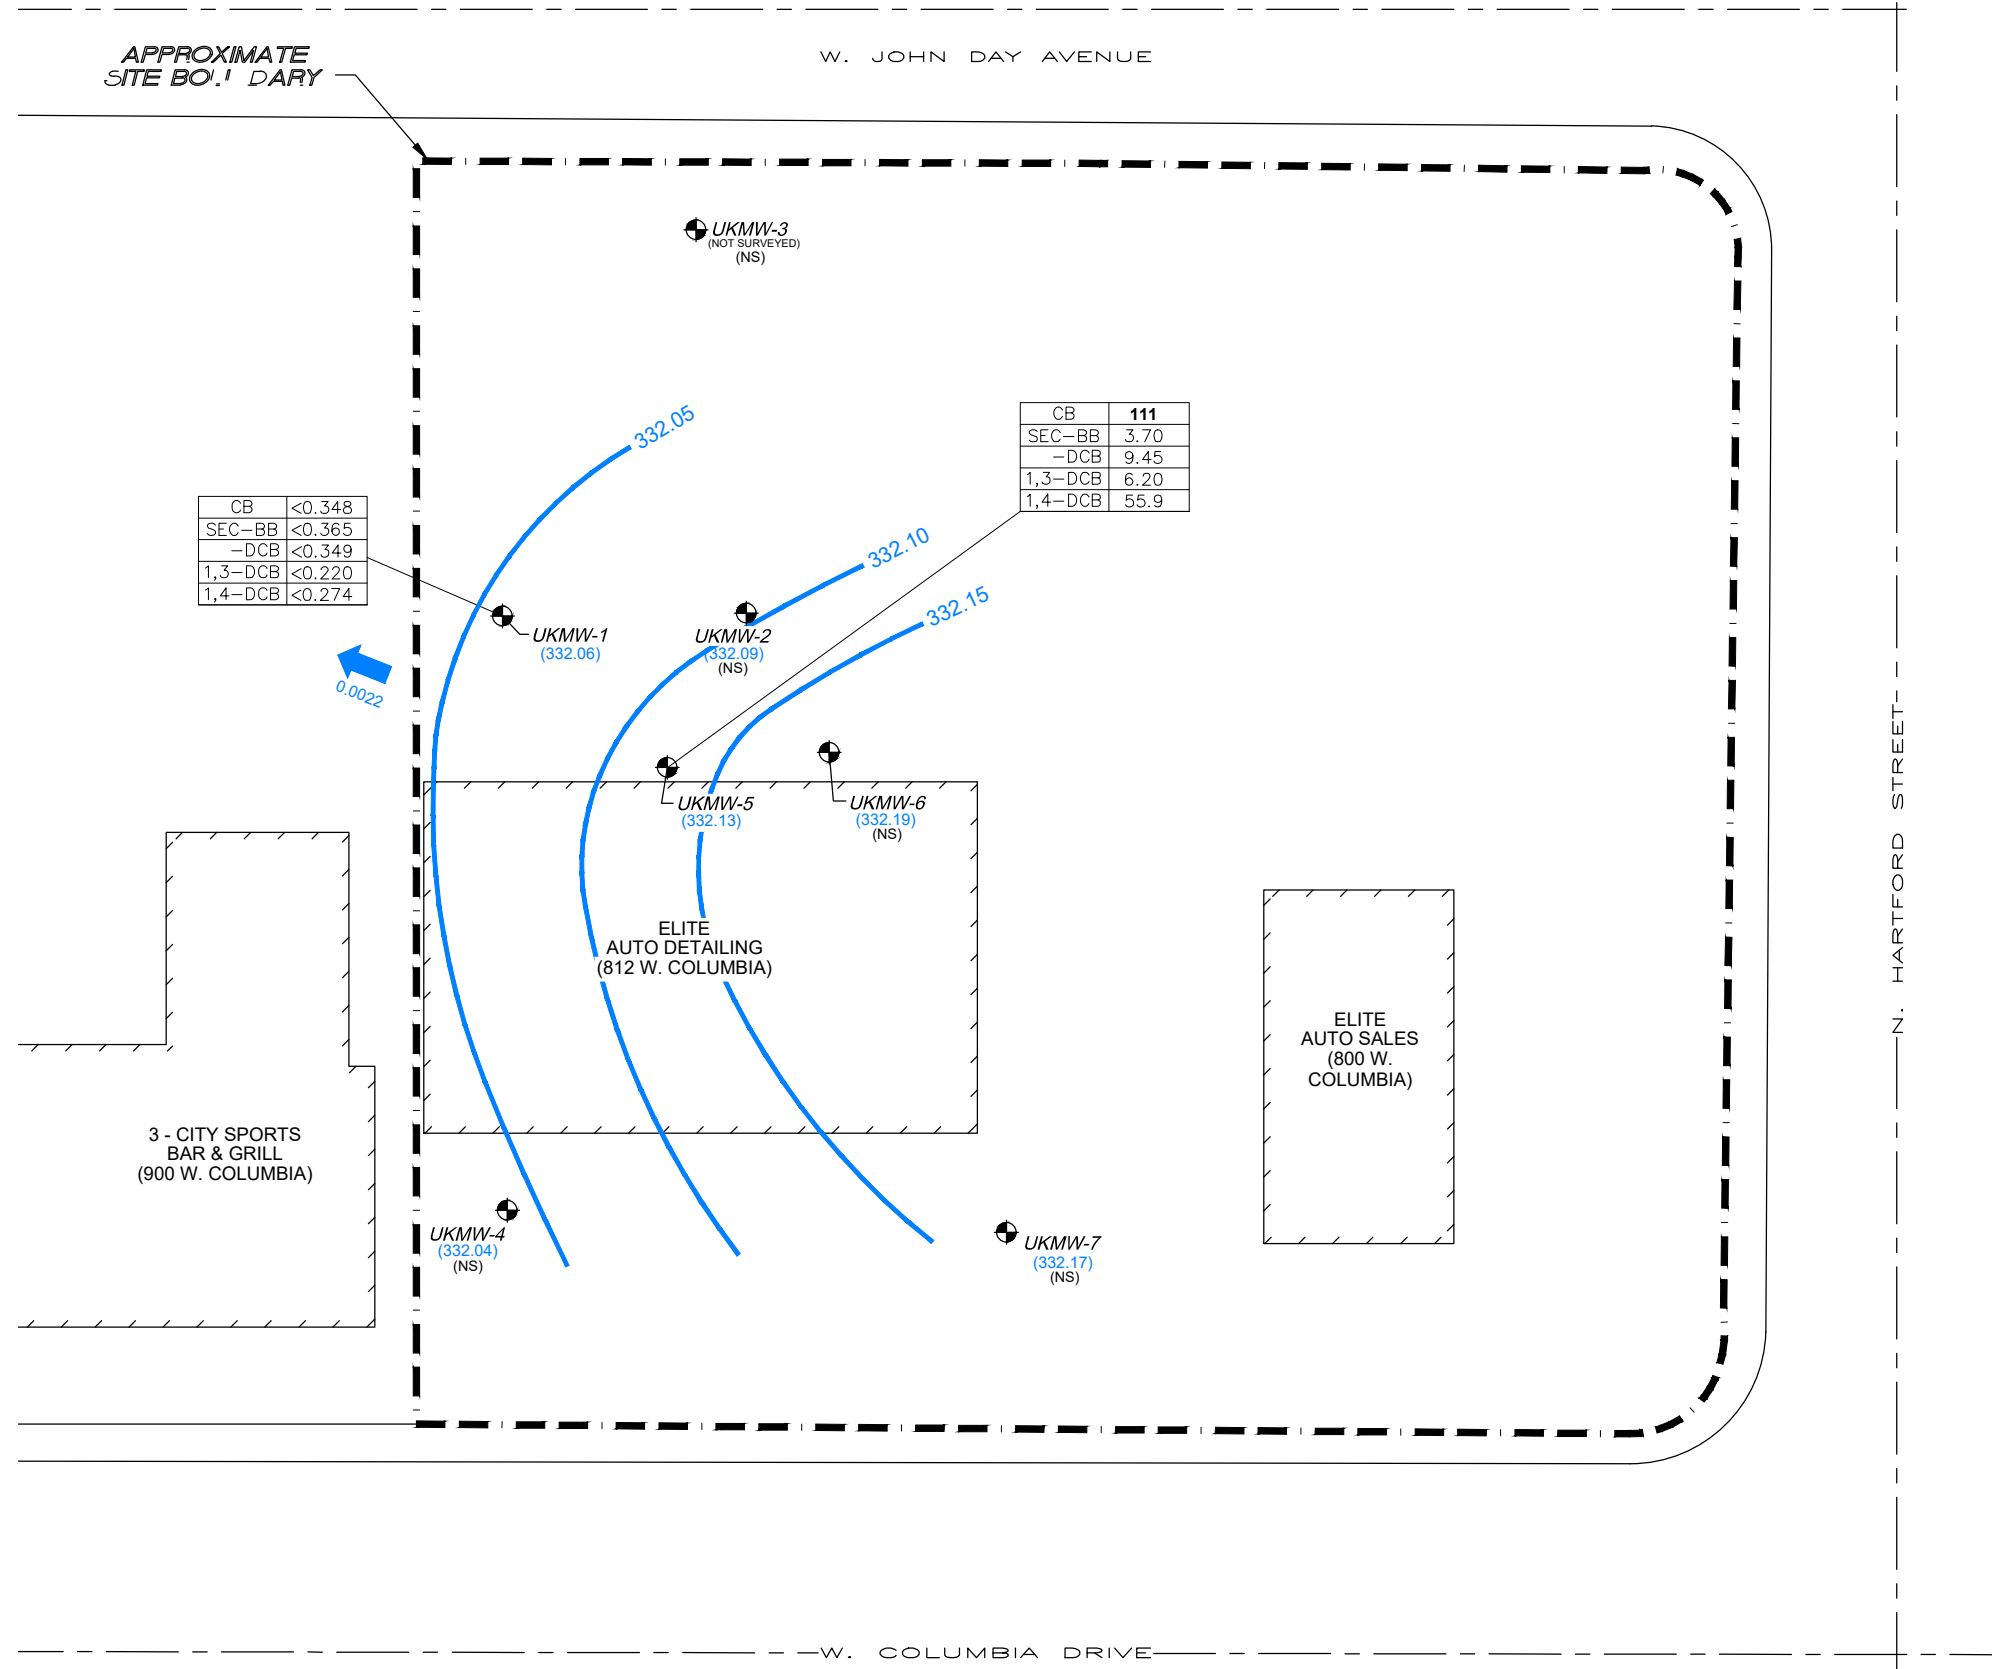 W. JOHN DAY AVENUE
APPROXIMATE
SITE DARY
UKMW-3
(NOT SURVEYED)
(NS)
332.05
CB 111
SEC-BB 3.70
-DCB 9.45
1,3-DCB 6.20
1,4-DCB 55.9
CB <0.348
SEC-BB <0.365
-DCB <0.349
1,3-DCB <0.220
1,4-DCB <0.274
332.10
332.15
UKMW-1
(332.06)
UKMW-2
(332.09)
(NS)
0.0022
UKMW-5
(332.13)
UKMW-6
(332.19)
(NS)
N. HARTFORD STREET
ELITE
AUTO DETAILING
(812 W. COLUMBIA)
ELITE
AUTO SALES
(800 W.
COLUMBIA)
3 - CITY SPORTS
BAR & GRILL
(900 W. COLUMBIA)
UKMW-4
(332.04)
(NS)
UKMW-7
(332.17)
(NS)
W. COLUMBIA DRIVE